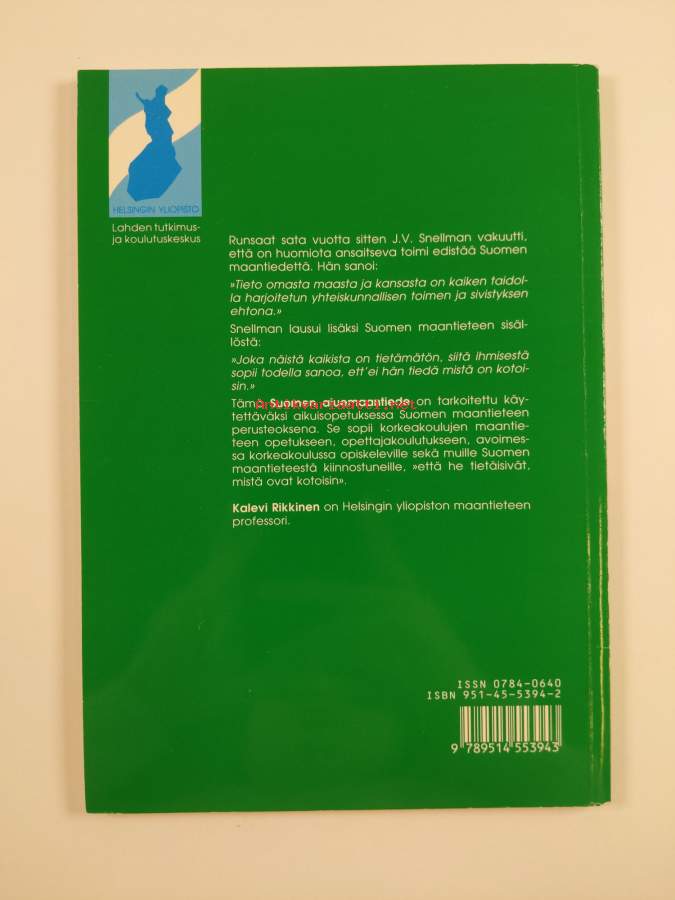 HELSINGIN YLIOPISTO
Lahden tutkimus-
ja koulutuskeskus
Runsaat sata vuotta sitten J.V. Snellman vakuutti,
että on huomiota ansaitseva toimi edistää Suomen
maantiedettä. Hän sanoi:
»Tieto omasta maasta ja kansasta on kaiken taidol-
la harjoitetun yhteiskunnallisen toimen ja sivistyksen
ehtona.»
Snellman lausui lisäksi Suomen maantieteen sisäl-
löstä:
»Joka näistä kaikista on tietämätön, siitä ihmisestä
sopii todella sanoa, ett'ei hän tiedä mistä on kotoi-
sin.»
Tämä Suomen aluemaantiede on tarkoitettu käy-
tettäväksi aikuisopetuksessa Suomen maantieteen
perusteoksena. Se sopii korkeakoulujen maantie-
teen opetukseen, opettajakoulutukseen, avoimes-
sa korkeakoulussa opiskeleville sekä muille Suomen
maantieteestä kiinnostuneille, »että he tietäisivät,
mistä ovat kotoisin».
Kalevi Rikkinen on Helsingin yliopiston maantieteen
professori.
ISSN 0784-0640
ISBN 951-45-5394-2
9 789514 553943